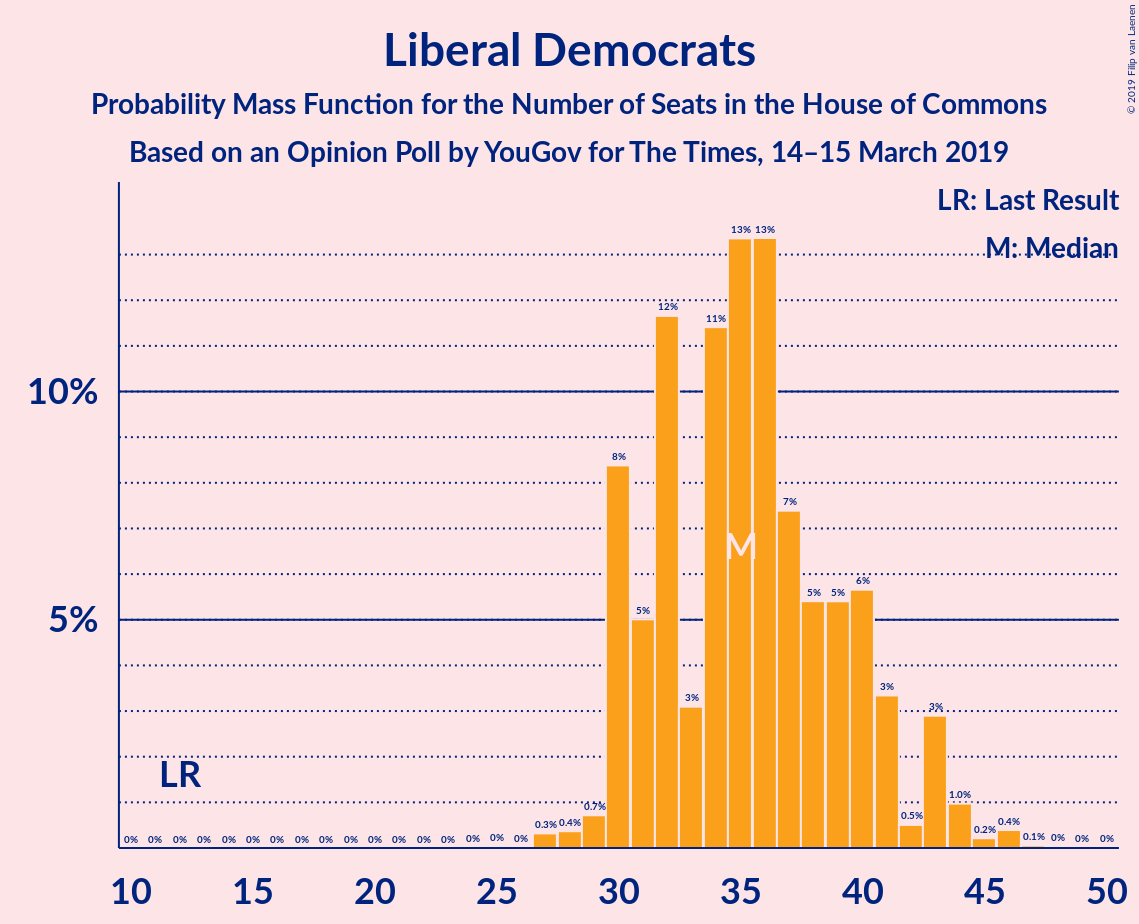 © 2019 Filip van Laenen
Liberal Democrats
Probability Mass Function for the Number of Seats in the House of Commons
Based on an Opinion Poll by YouGov for The Times, 14–15 March 2019
LR: Last Result
M: Median
13% 13%
12%
11%
10%
8%
7%
M
6%
5% 5%
5%
5%
3%
3%
3%
LR
1.0%
0.7%
0.5%
0.3% 0.4%
0.2% 0.4%
0.1%
0% 0% 0% 0% 0% 0% 0% 0% 0% 0% 0% 0% 0% 0% 0% 0% 0% 0% 0% 0%
10 15 20 25 30 35 40 45 50